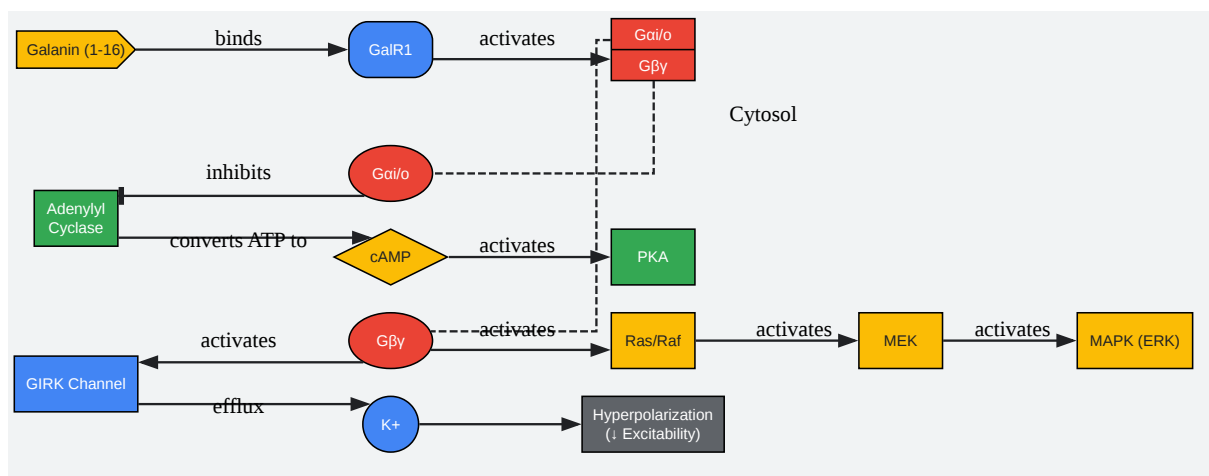 Galanin (1-16)
binds
GalR1
activates
Gαi/o
Gβγ
Cytosol
Gαi/o
inhibits
Adenylyl
Cyclase
converts ATP to
cAMP
activates
PKA
Gβγ
activates
Ras/Raf
activates
MEK
activates
MAPK (ERK)
activates
GIRK Channel
efflux
K+
Hyperpolarization
(↓ Excitability)